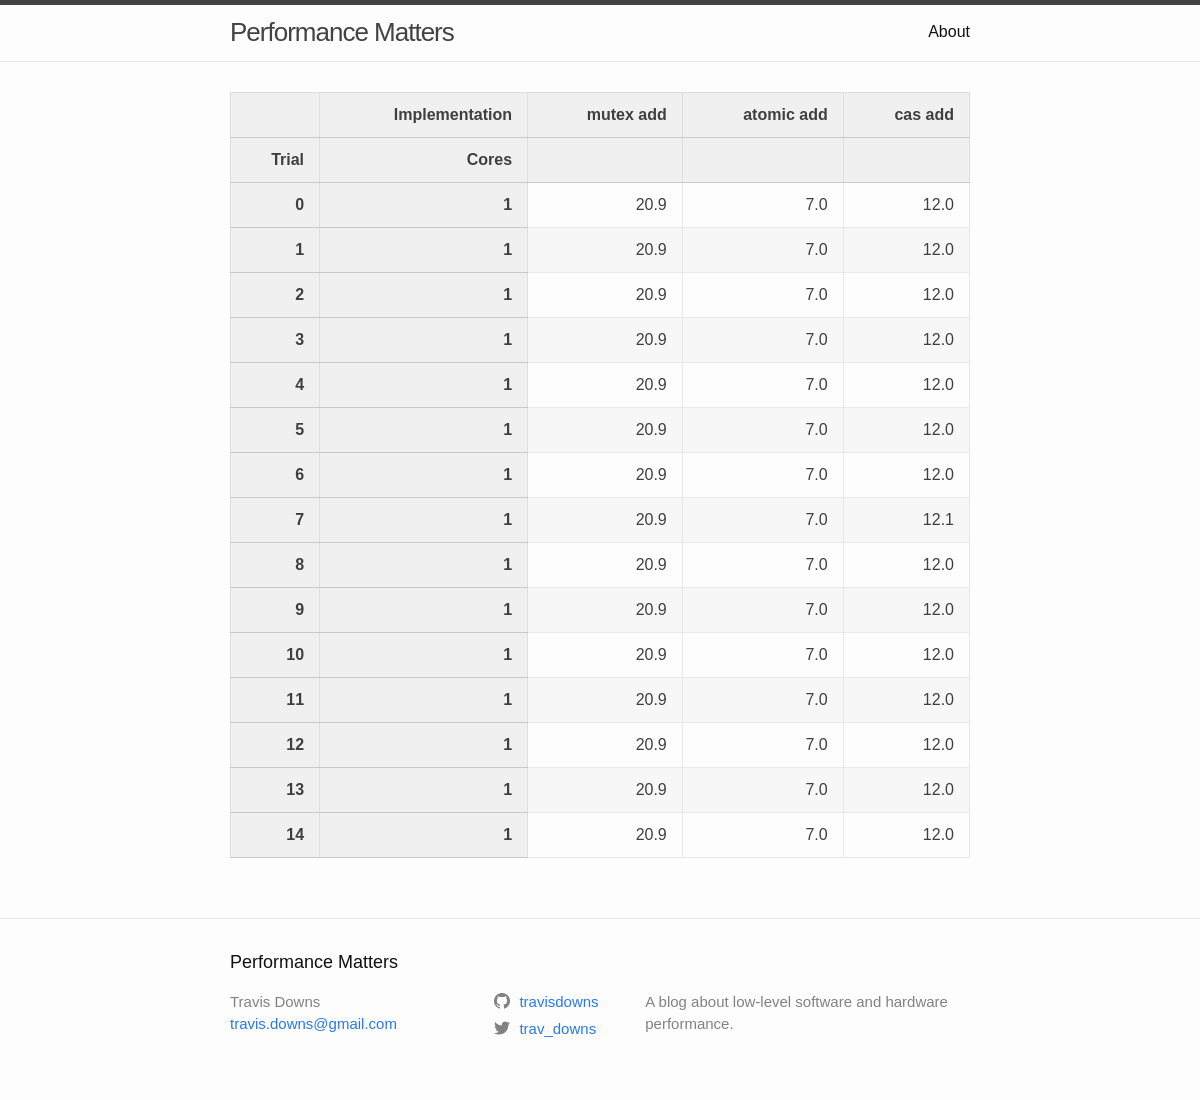 Performance Matters
About
Implementation mutex add atomic add cas add
Trial Cores
0 1 20.9 7.0 12.0
1 1 20.9 7.0 12.0
2 1 20.9 7.0 12.0
3 1 20.9 7.0 12.0
4 1 20.9 7.0 12.0
5 1 20.9 7.0 12.0
6 1 20.9 7.0 12.0
7 1 20.9 7.0 12.1
8 1 20.9 7.0 12.0
9 1 20.9 7.0 12.0
10 1 20.9 7.0 12.0
11 1 20.9 7.0 12.0
12 1 20.9 7.0 12.0
13 1 20.9 7.0 12.0
14 1 20.9 7.0 12.0
Performance Matters
Travis Downs
travis.downs@gmail.com
travisdowns
trav_downs
A blog about low-level software and hardware
performance.